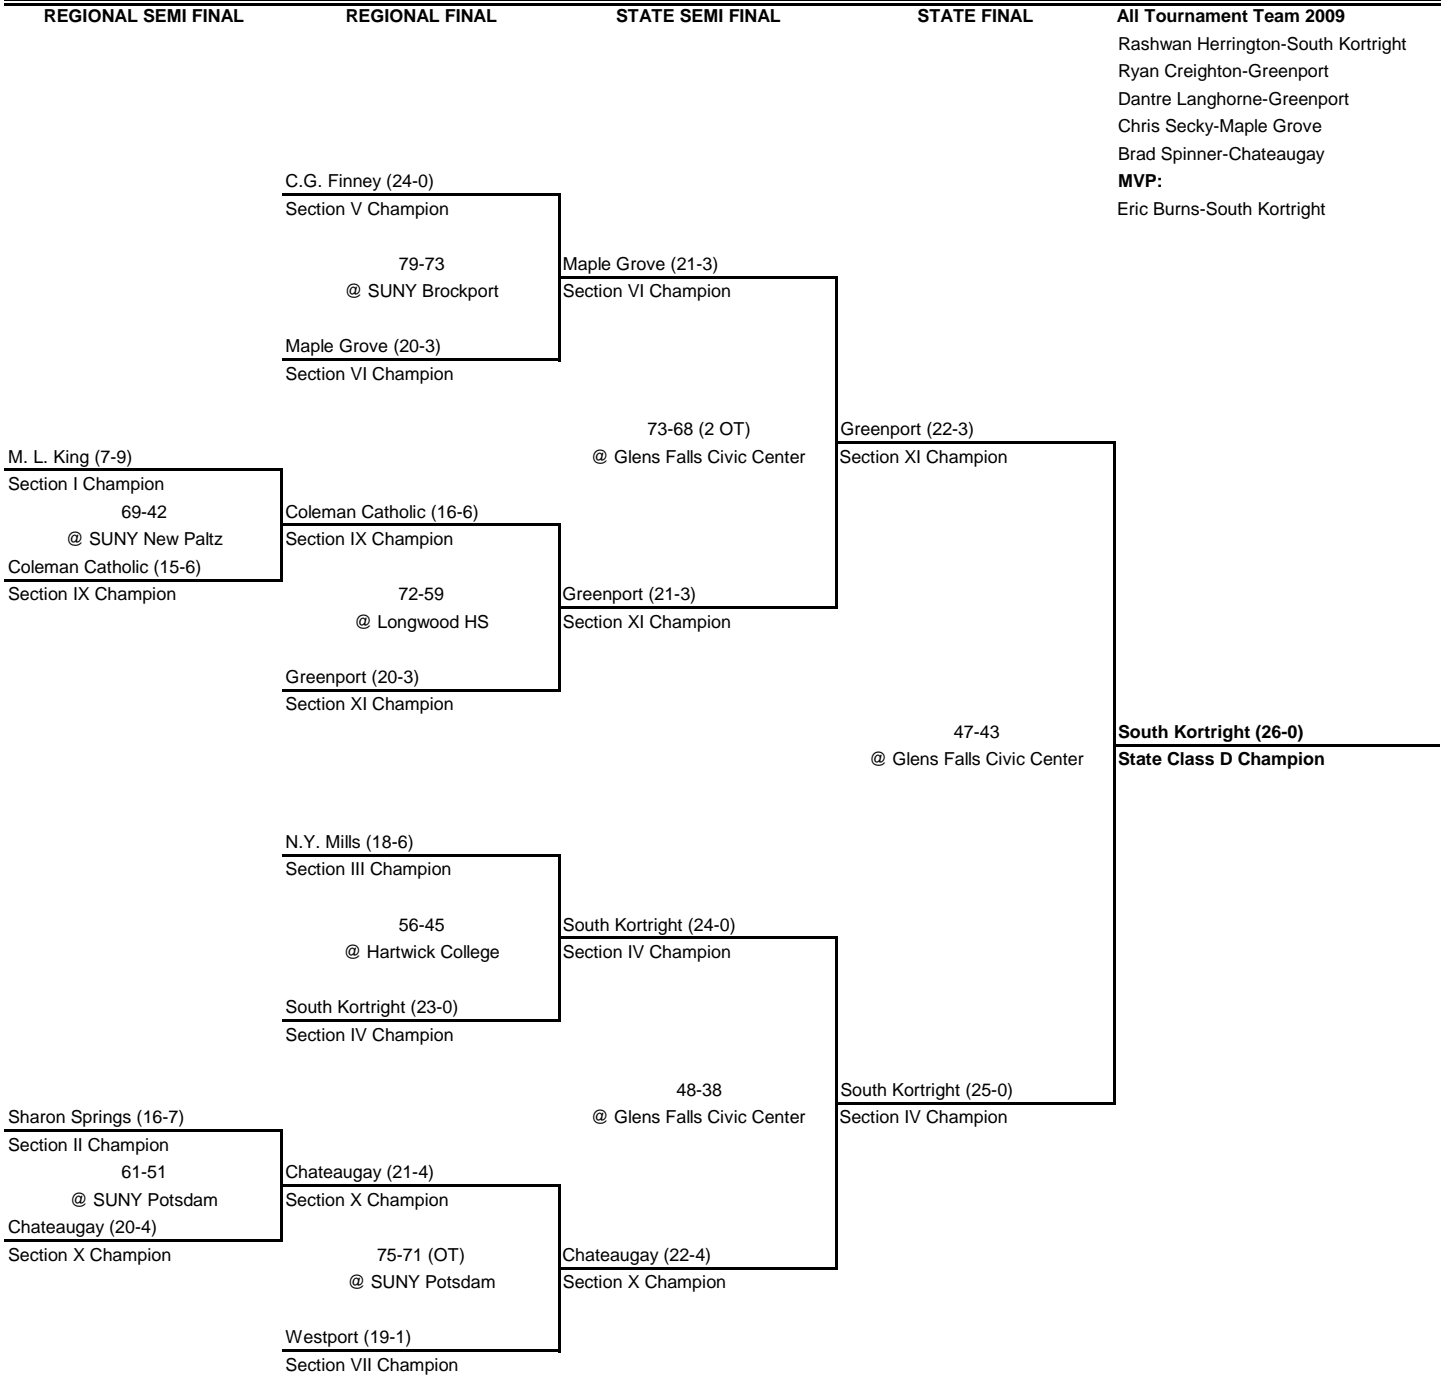 REGIONAL SEMI FINAL
REGIONAL FINAL
STATE SEMI FINAL
STATE FINAL
All Tournament Team 2009
Rashwan Herrington-South Kortright
Ryan Creighton-Greenport
Dantre Langhorne-Greenport
Chris Secky-Maple Grove
Brad Spinner-Chateaugay
MVP:
Eric Burns-South Kortright
C.G. Finney (24-0)
Section V Champion
79-73
@ SUNY Brockport
Maple Grove (20-3)
Section VI Champion
Maple Grove (21-3)
Section VI Champion
73-68 (2 OT)
@ Glens Falls Civic Center
Greenport (22-3)
Section XI Champion
M. L. King (7-9)
Section I Champion
69-42
@ SUNY New Paltz
Coleman Catholic (15-6)
Section IX Champion
Coleman Catholic (16-6)
Section IX Champion
72-59
@ Longwood HS
Greenport (20-3)
Section XI Champion
Greenport (21-3)
Section XI Champion
47-43
@ Glens Falls Civic Center
South Kortright (26-0)
State Class D Champion
N.Y. Mills (18-6)
Section III Champion
56-45
@ Hartwick College
South Kortright (23-0)
Section IV Champion
South Kortright (24-0)
Section IV Champion
48-38
@ Glens Falls Civic Center
South Kortright (25-0)
Section IV Champion
Sharon Springs (16-7)
Section II Champion
61-51
@ SUNY Potsdam
Chateaugay (20-4)
Section X Champion
Chateaugay (21-4)
Section X Champion
75-71 (OT)
@ SUNY Potsdam
Westport (19-1)
Section VII Champion
Chateaugay (22-4)
Section X Champion